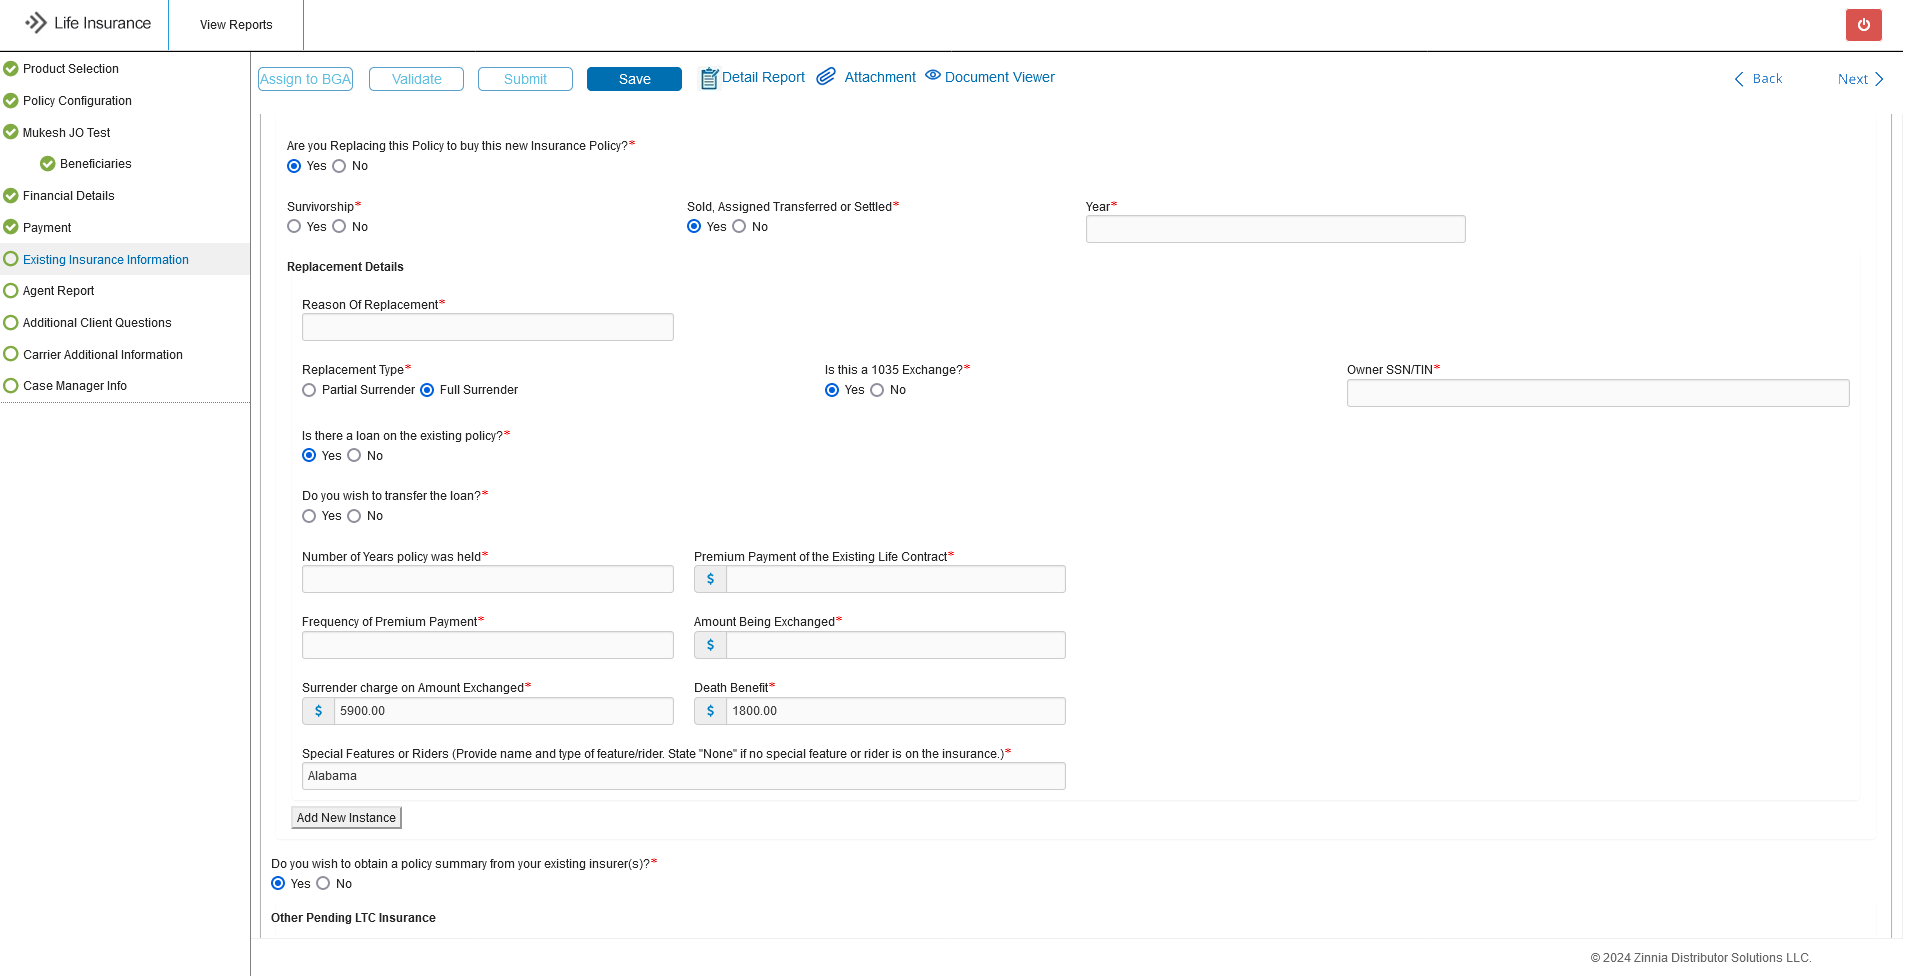 Life Insurance
View Reports
Product Selection
Policy Configuration
Mukesh JO Test
Beneficiaries
Financial Details
Payment
Existing Insurance Information
Agent Report
Additional Client Questions
Carrier Additional Information
Case Manager Info
Assign to BGA Validate Submit Save Detail Report Attachment Document Viewer Back Next
Are you Replacing this Policy to buy this new Insurance Policy?*
Yes No
Survivorship* Sold, Assigned Transferred or Settled* Year*
Yes No Yes No
Replacement Details
Reason Of Replacement*
Replacement Type* Is this a 1035 Exchange?* Owner SSN/TIN*
Partial Surrender Full Surrender Yes No
Is there a loan on the existing policy?*
Yes No
Do you wish to transfer the loan?*
Yes No
Number of Years policy was held* Premium Payment of the Existing Life Contract*
$
Frequency of Premium Payment* Amount Being Exchanged*
$
Surrender charge on Amount Exchanged* Death Benefit*
$ 5900.00 $ 1800.00
Special Features or Riders (Provide name and type of feature/rider. State "None" if no special feature or rider is on the insurance.)*
Alabama
Add New Instance
Do you wish to obtain a policy summary from your existing insurer(s)?*
Yes No
Other Pending LTC Insurance
© 2024 Zinnia Distributor Solutions LLC.